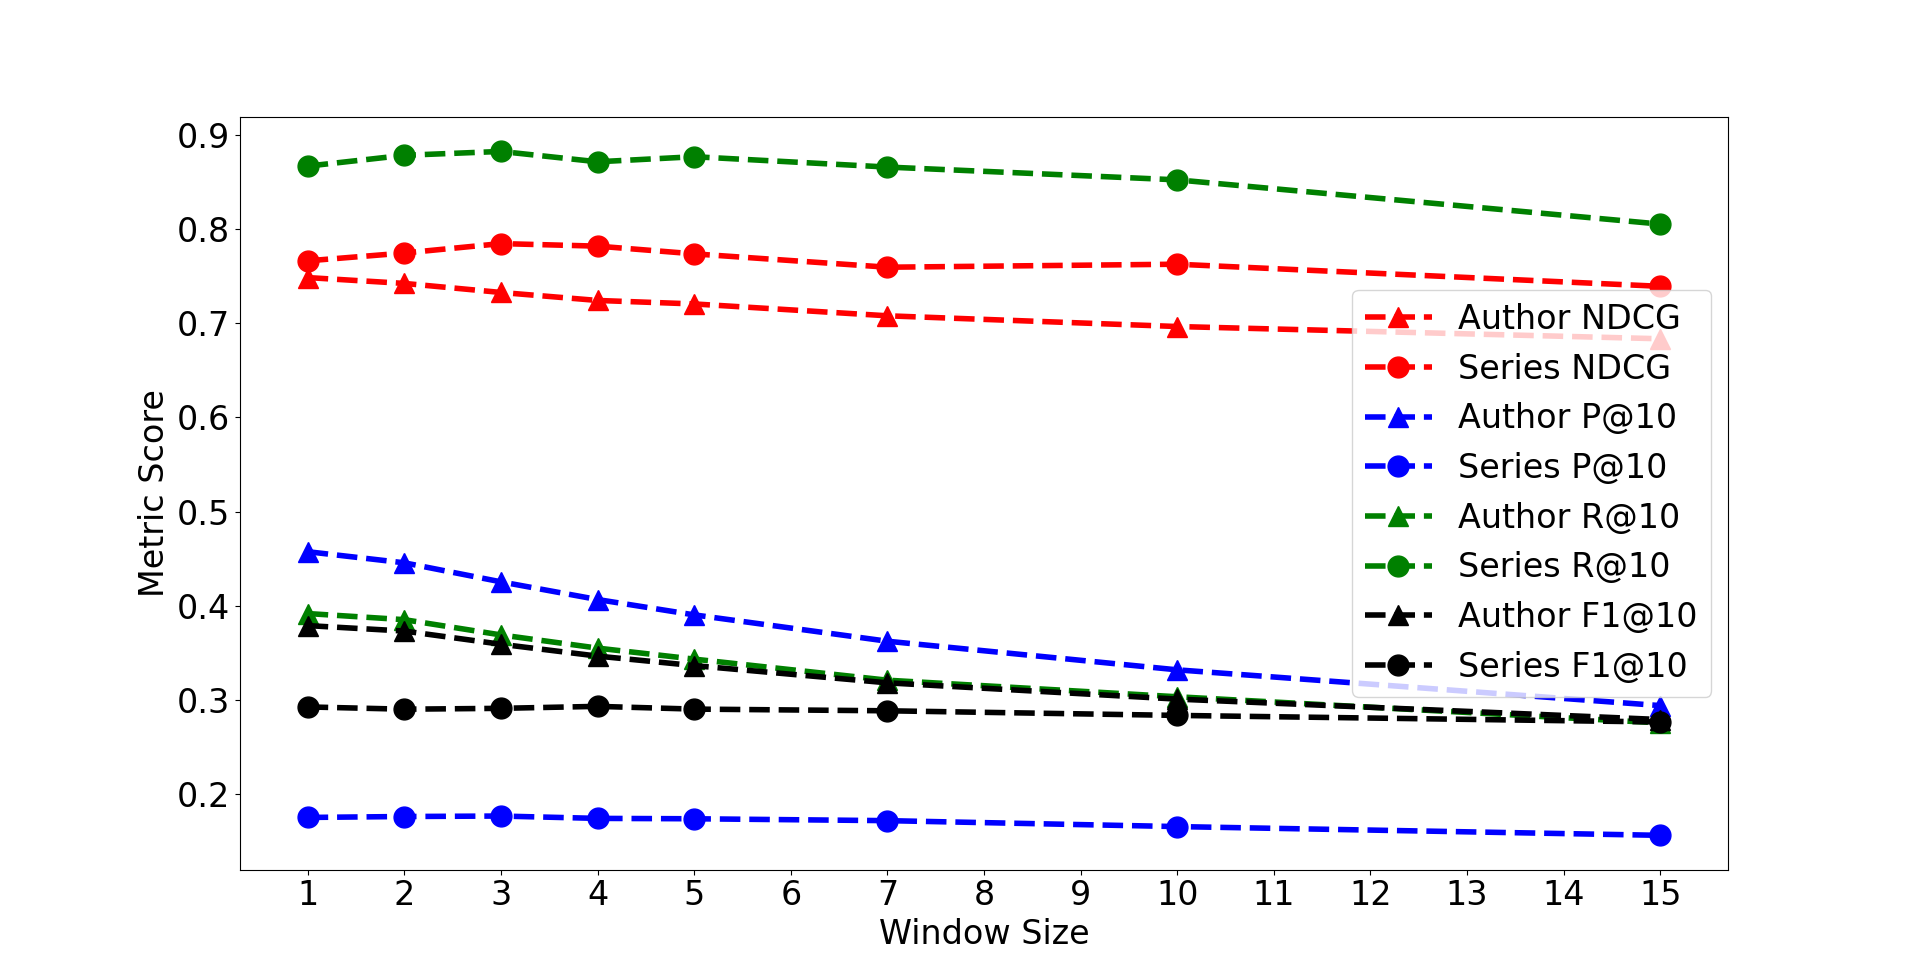 0.9
0.8
0.7
0.6
0.5
0.4
0.3
0.2
Metric Score
1 2 3 4 5 6 7 8 9 10 11 12 13 14 15
Window Size
Author NDCG
Series NDCG
Author P@10
Series P@10
Author R@10
Series R@10
Author F1@10
Series F1@10